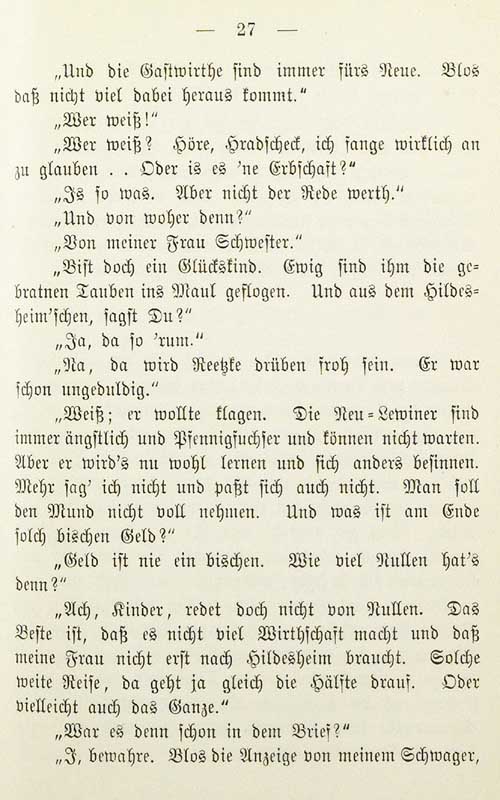 — 27 —
„Und die Gastwirthe sind immer fürs Neue. Blos
daß nicht viel dabei heraus kommt.“
„Wer weiß!“
„Wer weiß? Höre, Hradscheck, ich fange wirklich an
zu glauben . . Oder is es 'ne Erbschaft?“
„Is so was. Aber nicht der Rede werth.“
„Und von woher denn?“
„Von meiner Frau Schwester.“
„Bist doch ein Glückskind. Ewig sind ihm die ge-
bratnen Tauben ins Maul geflogen. Und aus dem Hildes-
heim'schen, sagst Du?“
„Ja, da so 'rum.“
„Na, da wird Reetzke drüben froh sein. Er war
schon ungeduldig.“
„Weiß; er wollte klagen. Die Neu-Lewiner sind
immer ängstlich und Pfennigfuchser und können nicht warten.
Aber er wird's nu wohl lernen und sich anders besinnen.
Mehr sag' ich nicht und paßt sich auch nicht. Man soll
den Mund nicht voll nehmen. Und was ist am Ende
solch bischen Geld?“
„Geld ist nie ein bischen. Wie viel Nullen hat's
denn?“
„Ach, Kinder, redet doch nicht von Nullen. Das
Beste ist, daß es nicht viel Wirthschaft macht und daß
meine Frau nicht erst nach Hildesheim braucht. Solche
weite Reise, da geht ja gleich die Hälfte drauf. Oder
vielleicht auch das Ganze.“
„War es denn schon in dem Brief?“
„I, bewahre. Blos die Anzeige von meinem Schwager,